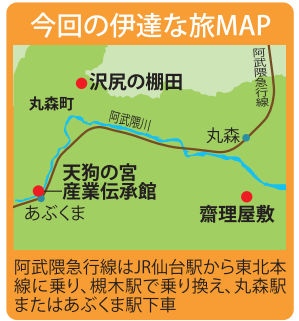 今回の伊達な旅MAP
阿武隈急行線
沢尻の棚田
丸森町
阿武隈川
丸森
天狗の宮
産業伝承館
あぶくま
齋理屋敷
阿武隈急行線はJR仙台駅から東北本
線に乗り、槻木駅で乗り換え、丸森駅
またはあぶくま駅下車